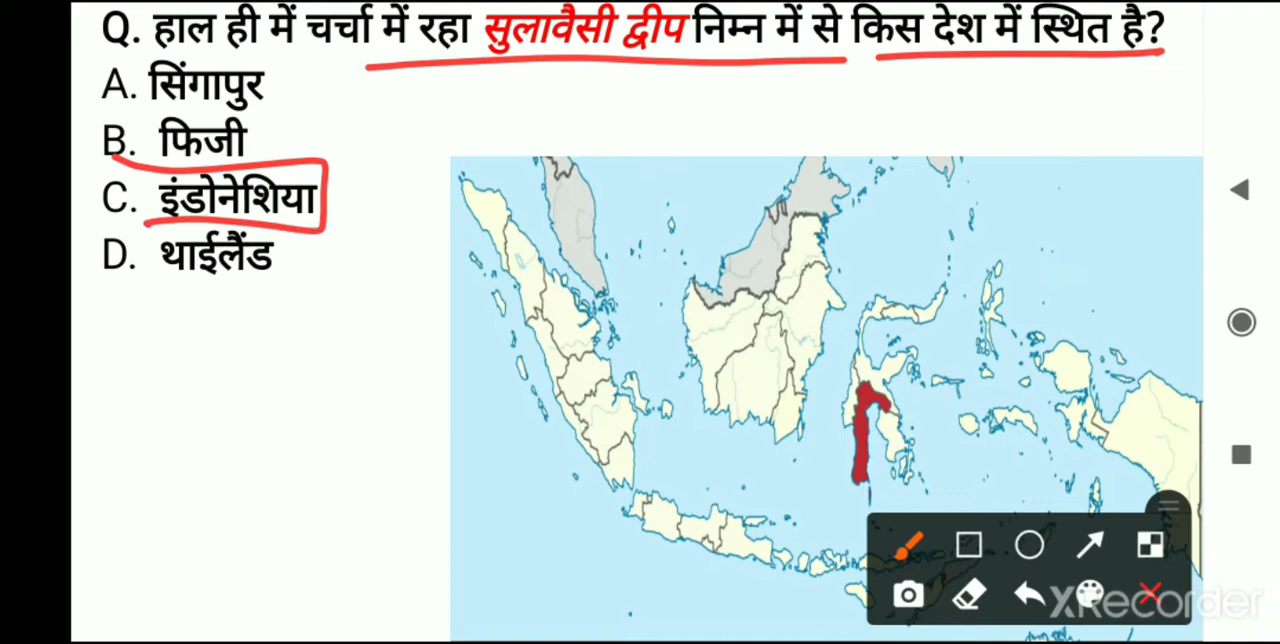 Q. हाल ही में चर्चा में रहा सुलावैसी द्वीप निम्न में से किस देश में स्थित है?
A. सिंगापुर
B. फिजी
C. इंडोनेशिया
D. थाईलैंड
XRecorder